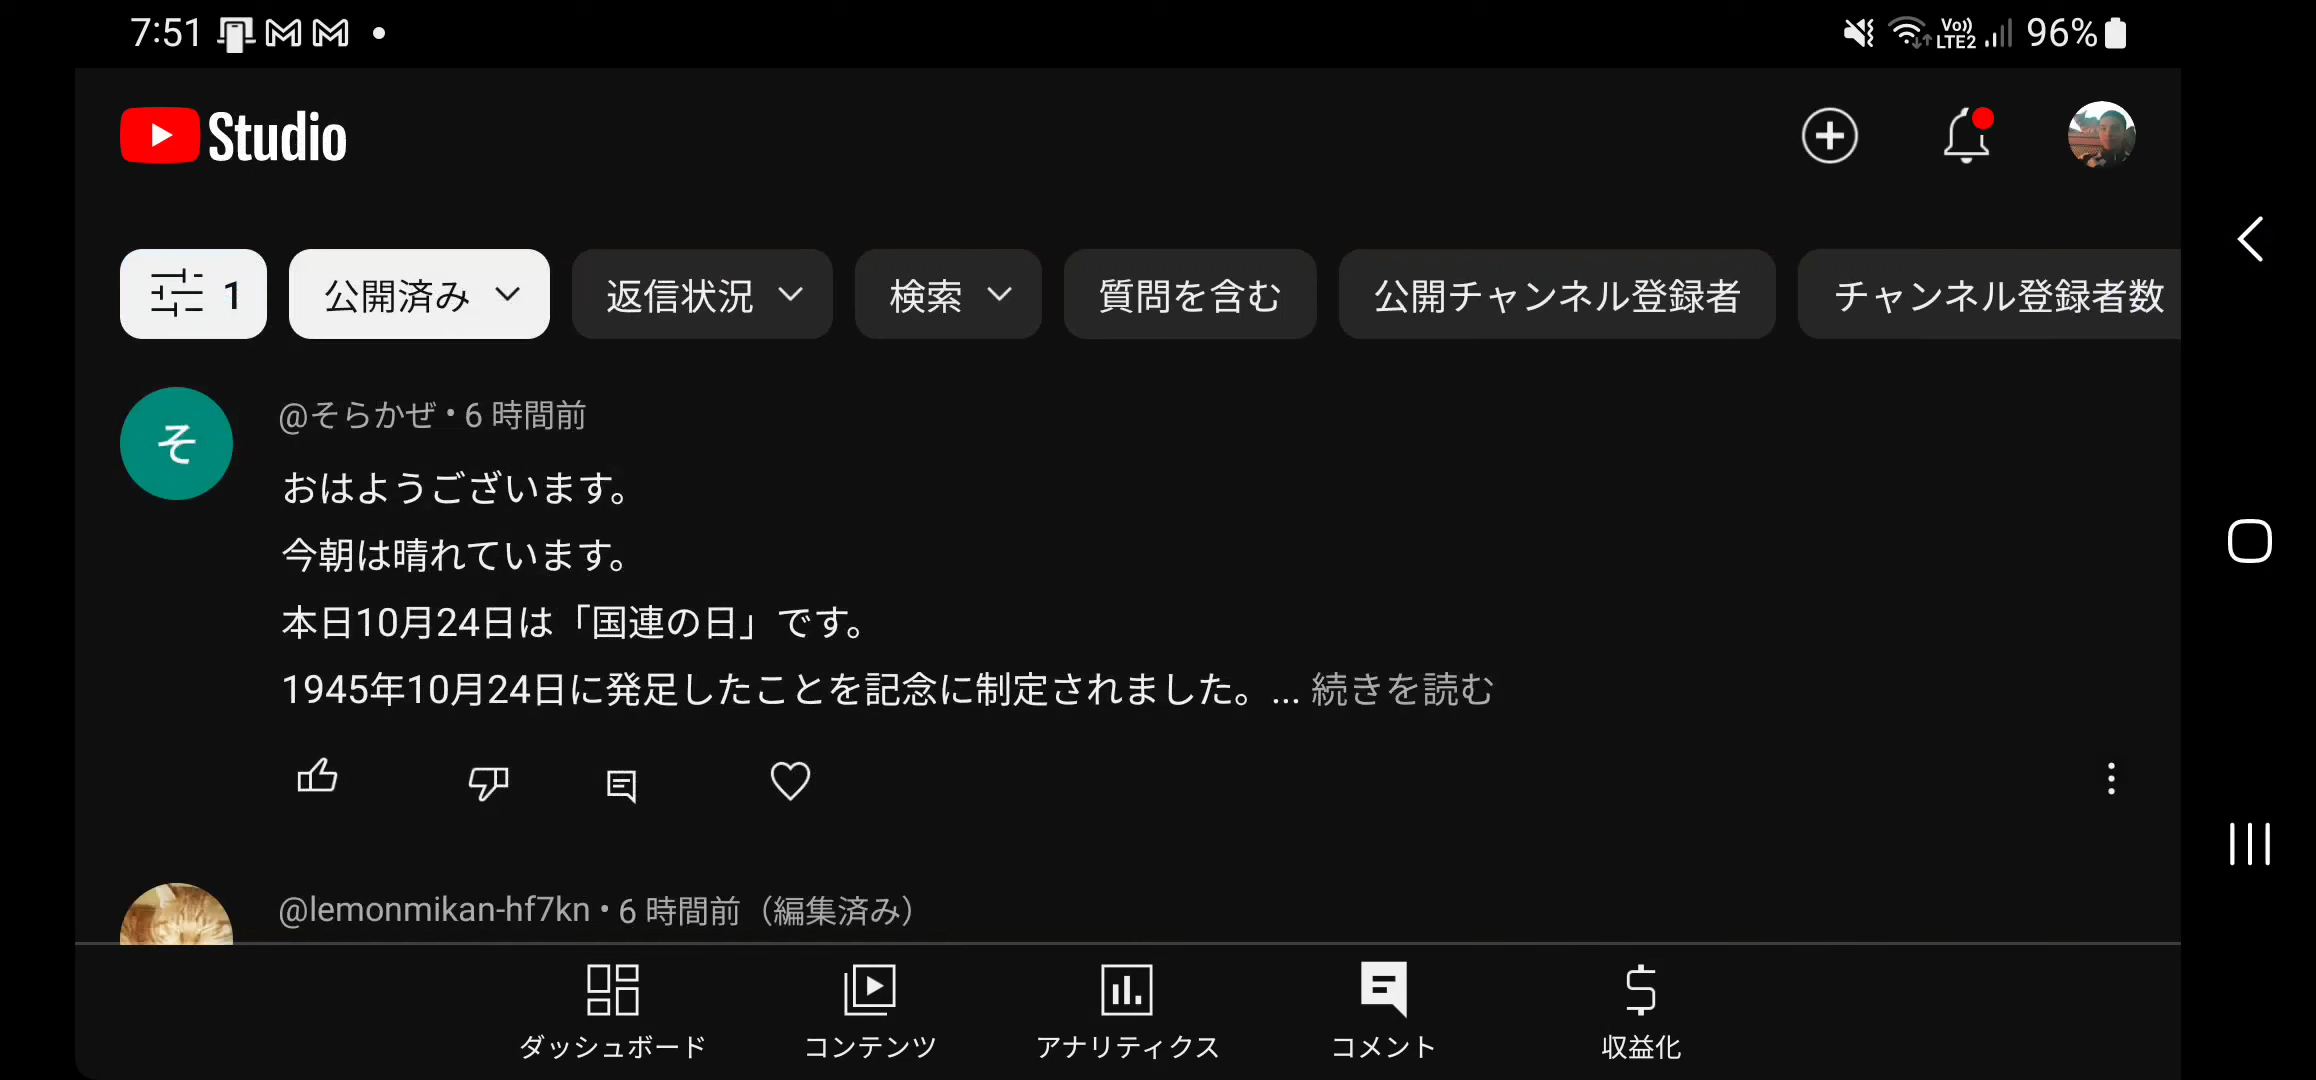 7:51
Vo)) LTE2 96%
Studio
1 公開済み 返信状況 検索 質問を含む 公開チャンネル登録者 チャンネル登録者数
そ
@そらかぜ • 6 時間前
おはようございます。
今朝は晴れています。
本日10月24日は「国連の日」です。
1945年10月24日に発足したことを記念に制定されました。... 続きを読む
@lemonmikan-hf7kn • 6 時間前（編集済み）
ダッシュボード コンテンツ アナリティクス コメント 収益化